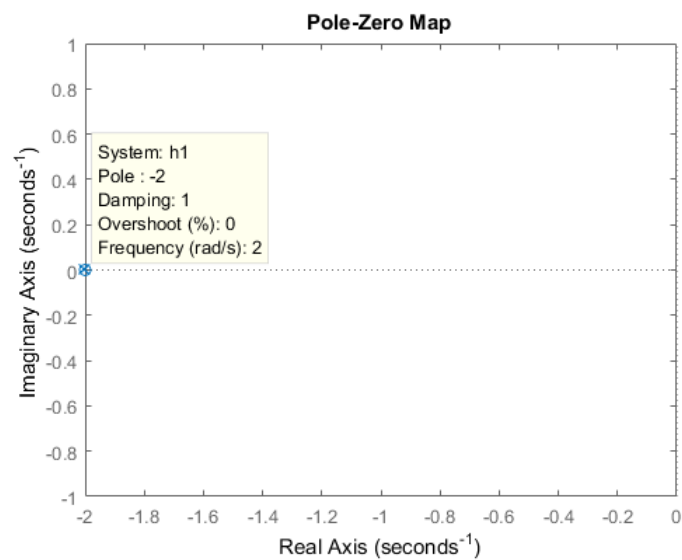 Pole-Zero Map
1
0.8
0.6
0.4
0.2
0
-0.2
-0.4
-0.6
-0.8
-1
Imaginary Axis (seconds-1)
System: h1
Pole : -2
Damping: 1
Overshoot (%): 0
Frequency (rad/s): 2
-2 -1.8 -1.6 -1.4 -1.2 -1 -0.8 -0.6 -0.4 -0.2 0
Real Axis (seconds-1)